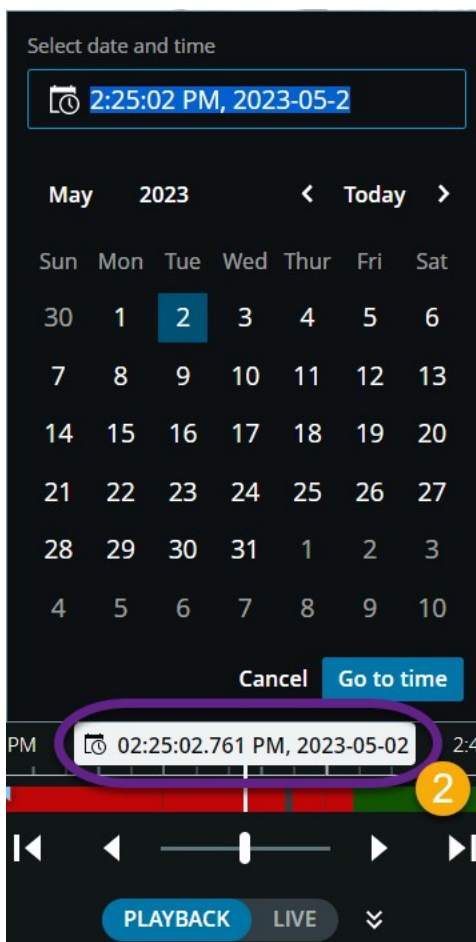 Select date and time
2:25:02 PM, 2023-05-2
May 2023 Today
Sun Mon Tue Wed Thur Fri Sat
30 1 2 3 4 5 6
7 8 9 10 11 12 13
14 15 16 17 18 19 20
21 22 23 24 25 26 27
28 29 30 31 1 2 3
4 5 6 7 8 9 10
Cancel Go to time
PM 02:25:02.761 PM, 2023-05-02 2:4
2
PLAYBACK LIVE